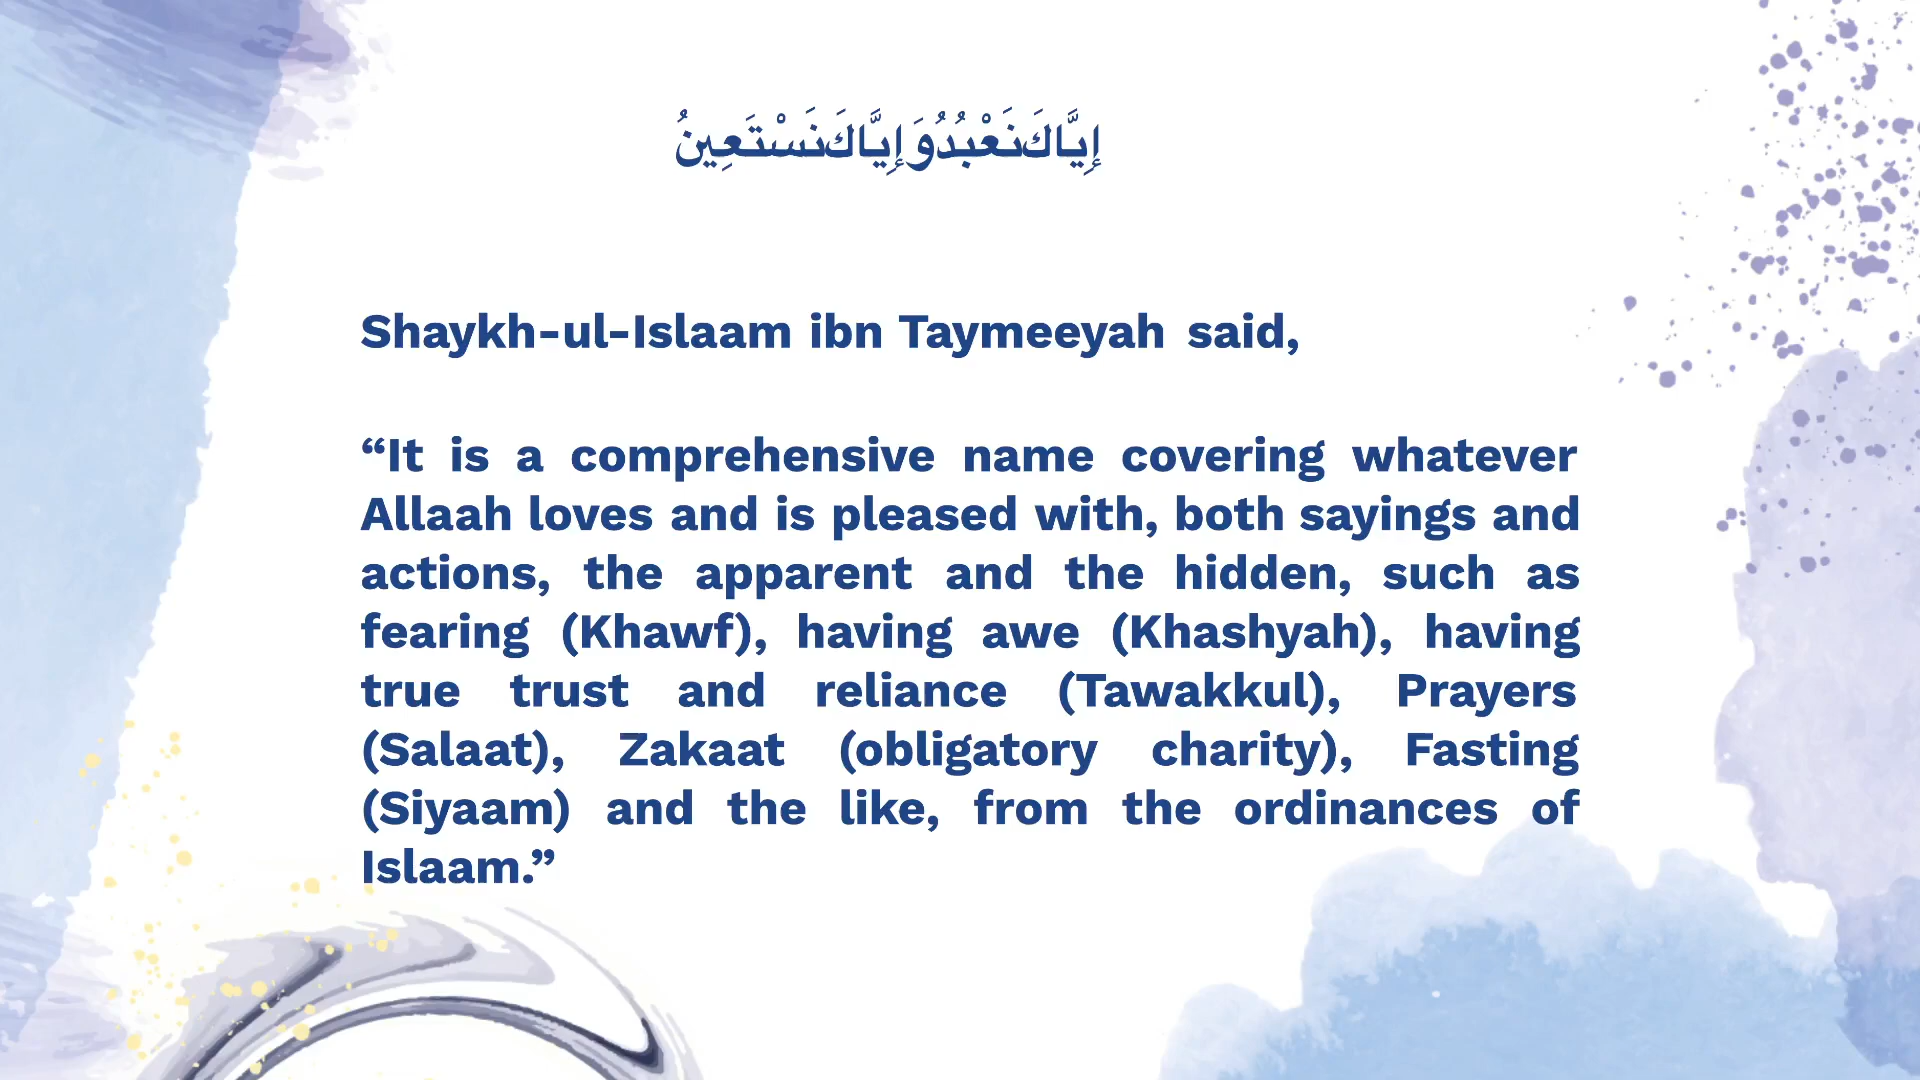 إِيَّاكَ نَعْبُدُ وَ إِيَّاكَ نَسْتَعِينُ
Shaykh-ul-Islaam ibn Taymeeyah said,
“It is a comprehensive name covering whatever
Allaah loves and is pleased with, both sayings and
actions, the apparent and the hidden, such as
fearing (Khawf), having awe (Khashyah), having
true trust and reliance (Tawakkul), Prayers
(Salaat), Zakaat (obligatory charity), Fasting
(Siyaam) and the like, from the ordinances of
Islaam.”